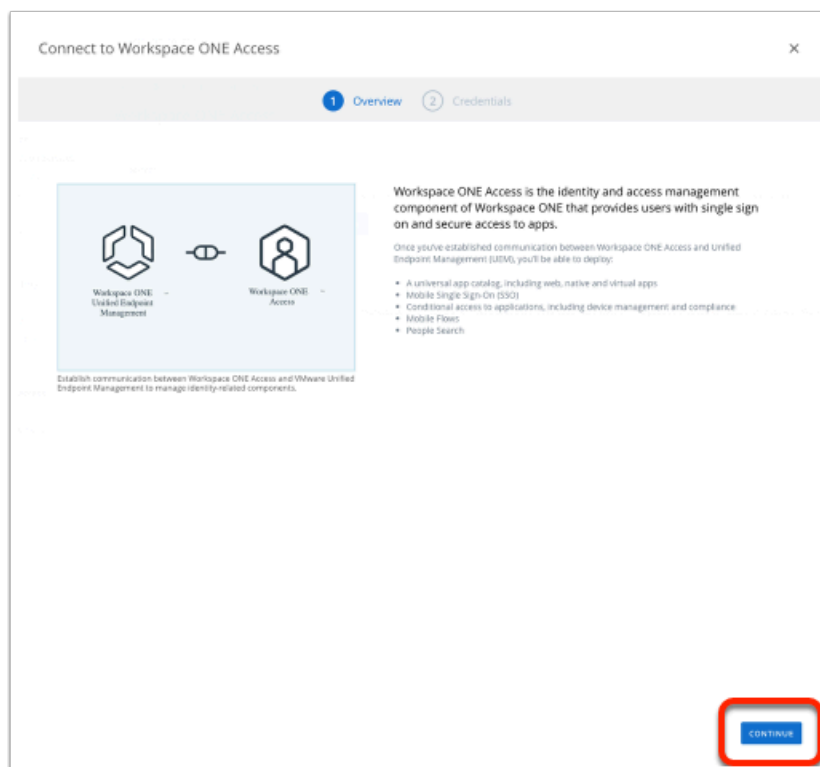 Connect to Workspace ONE Access
1 Overview 2 Credentials
Workspace ONE
Unified Endpoint
Management
Workspace ONE
Access
Establish communication between Workspace ONE Access and VMware Unified
Endpoint Management to manage identity-related components.
Workspace ONE Access is the identity and access management
component of Workspace ONE that provides users with single sign
on and secure access to apps.
Once you've established communication between Workspace ONE Access and Unified
Endpoint Management (UEM), you'll be able to deploy:
• A universal app catalog, including web, native and virtual apps
• Mobile Single Sign-On (SSO)
• Conditional access to applications, including device management and compliance
• Mobile Flows
• People Search
CONTINUE